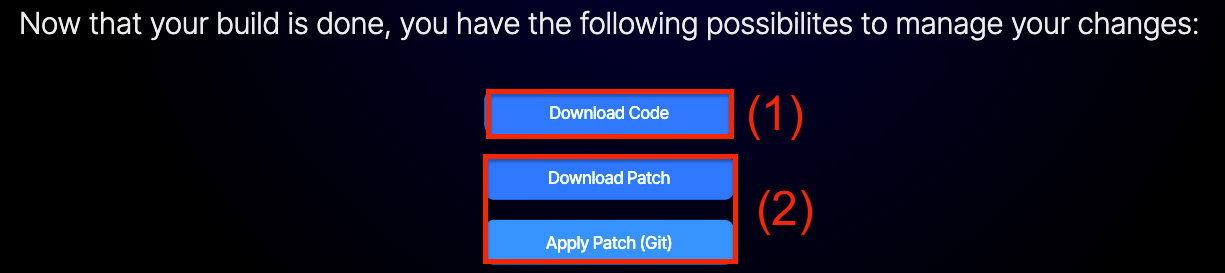 Now that your build is done, you have the following possibilites to manage your changes:
Download Code (1)
Download Patch
(2)
Apply Patch (Git)